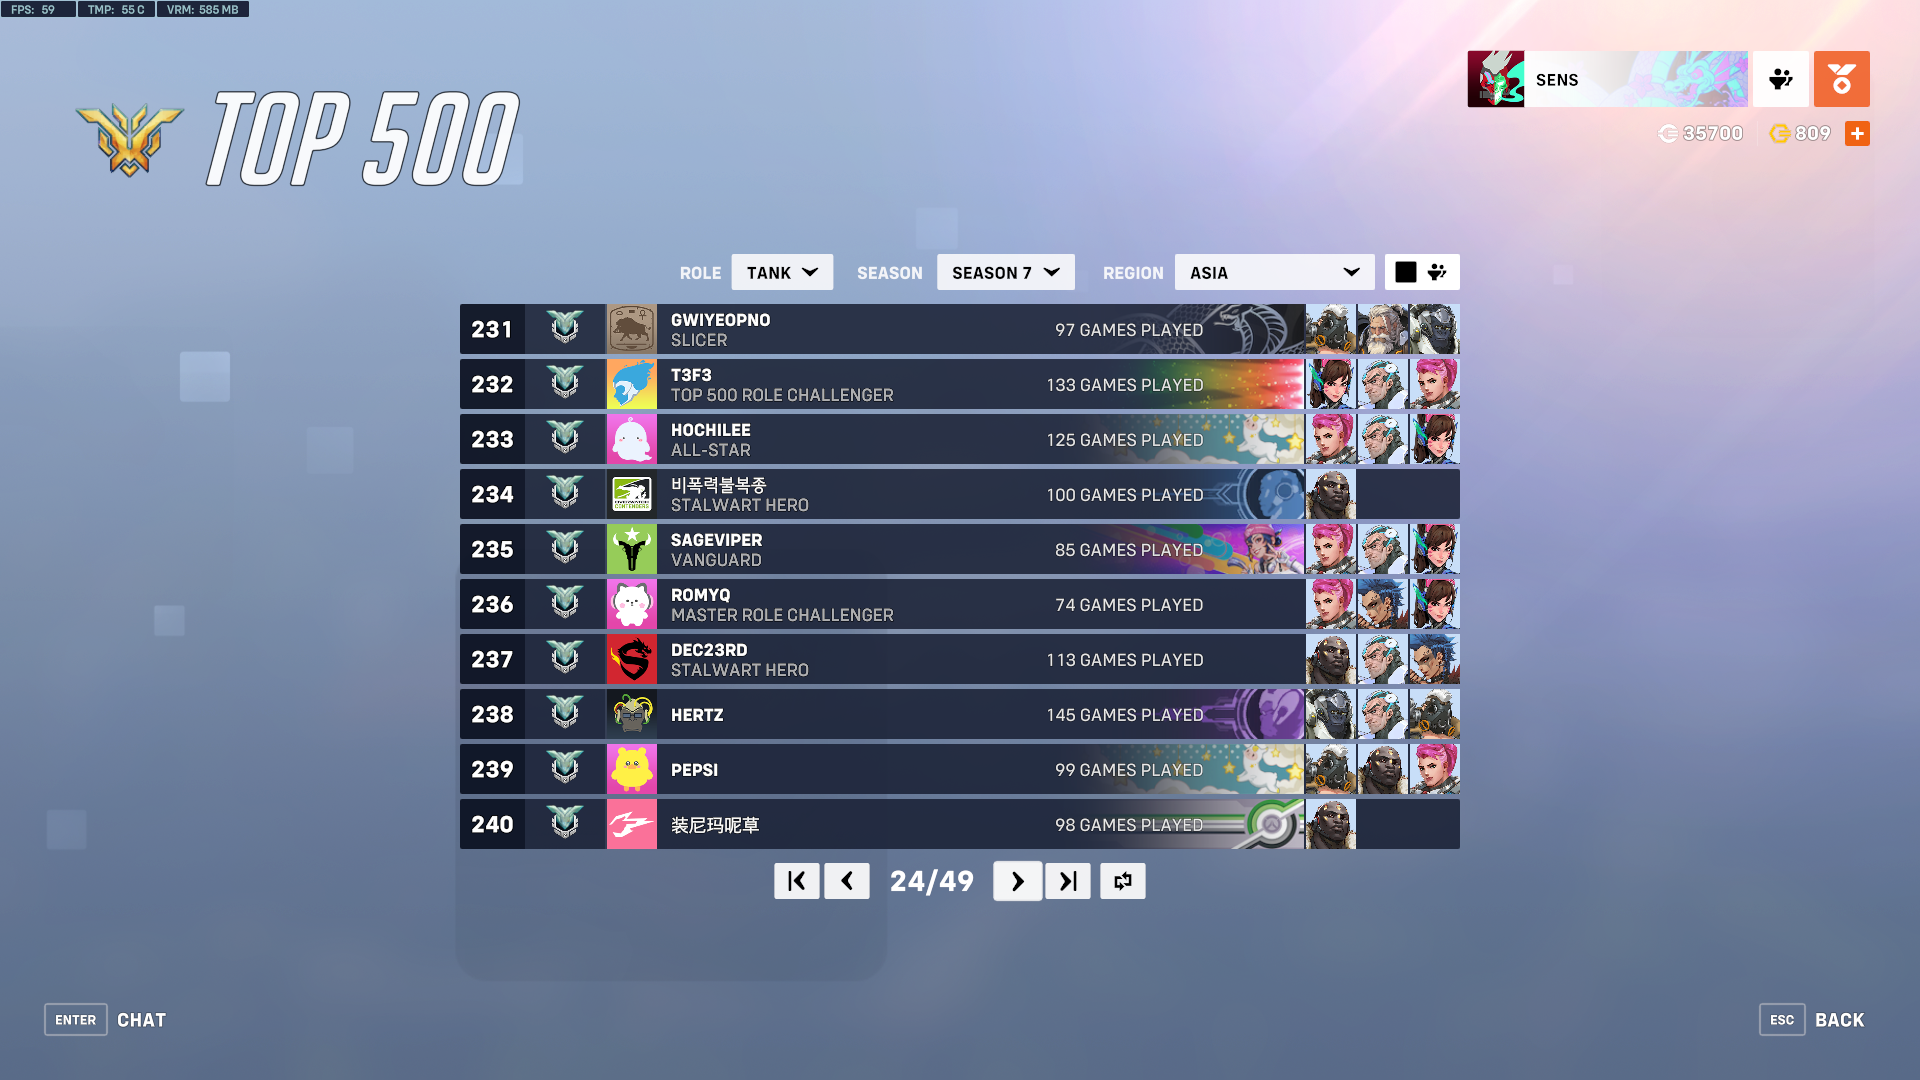 FPS: 59 TMP: 55 C VRM: 585 MB
TOP 500
SENS
35700 809
ROLE TANK SEASON SEASON 7 REGION ASIA
231 GWIYEOPNO 97 GAMES PLAYED
SLICER
232 T3F3 133 GAMES PLAYED
TOP 500 ROLE CHALLENGER
233 HOCHILEE 125 GAMES PLAYED
ALL-STAR
234 비폭력불복종 100 GAMES PLAYED
STALWART HERO
CONTENDERS
235 SAGEVIPER 85 GAMES PLAYED
VANGUARD
236 ROMYQ 74 GAMES PLAYED
MASTER ROLE CHALLENGER
237 DEC23RD 113 GAMES PLAYED
STALWART HERO
238 HERTZ 145 GAMES PLAYED
239 PEPSI 99 GAMES PLAYED
240 装尼玛呢草 98 GAMES PLAYED
24/49
ENTER CHAT
ESC BACK